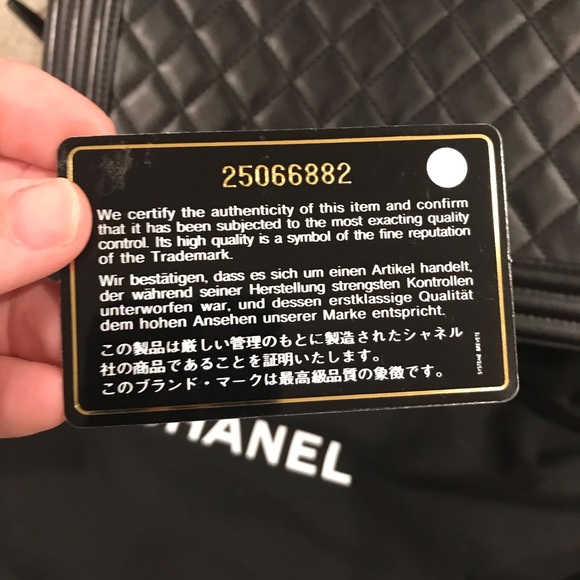 25066882
We certify the authenticity of this item and confirm
that it has been subjected to the most exacting quality
control. Its high quality is a symbol of the fine reputation
of the Trademark.
Wir bestätigen, dass es sich um einen Artikel handelt,
der während seiner Herstellung strengsten Kontrollen
unterworfen war, und dessen erstklassige Qualität
dem hohen Ansehen unserer Marke entspricht.
この製品は厳しい管理のもとに製造されたシャネル
社の商品であることを証明いたします。
このブランド・マークは最高級品質の象徴です。
SYSTEME BREVETE
CHANEL